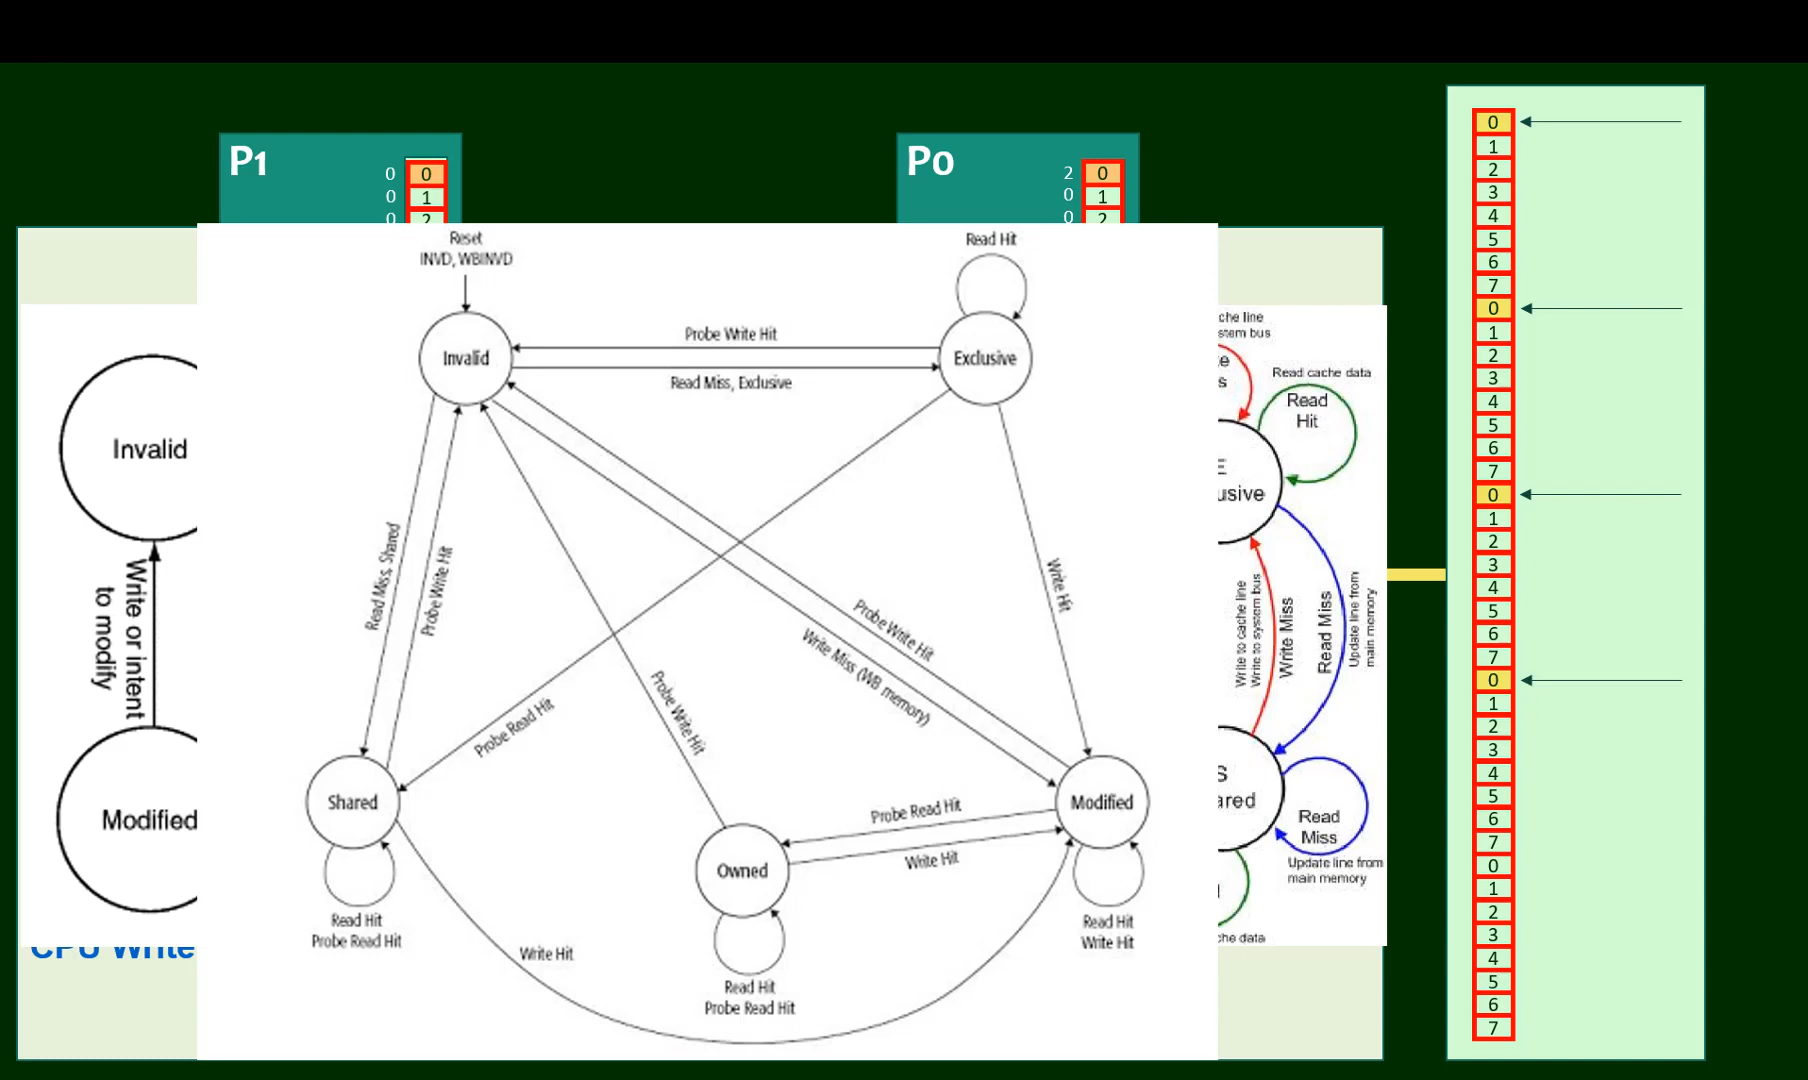 P1
0 0
0 1
0 2
P0
2 0
0 1
0 2
Reset
INVD, WBINVD
Read Hit
Invalid
Probe Write Hit
Read Miss, Exclusive
Exclusive
Read Miss, Shared
Probe Write Hit
Probe Read Hit
Probe Write Hit
Probe Write Hit
Write Miss (WB memory)
Write Hit
Shared
Read Hit
Probe Read Hit
Owned
Read Hit
Probe Read Hit
Probe Read Hit
Write Hit
Modified
Read Hit
Write Hit
Write Hit
Invalid
Write or intent
to modify
Modified
CPU Write
che line
stem bus
Read cache data
Read
Hit
usive
Write to cache line
Write to system bus
Write Miss
Read Miss
Update line from
main memory
S
ared
Read
Miss
Update line from
main memory
che data
0
1
2
3
4
5
6
7
0
1
2
3
4
5
6
7
0
1
2
3
4
5
6
7
0
1
2
3
4
5
6
7
0
1
2
3
4
5
6
7